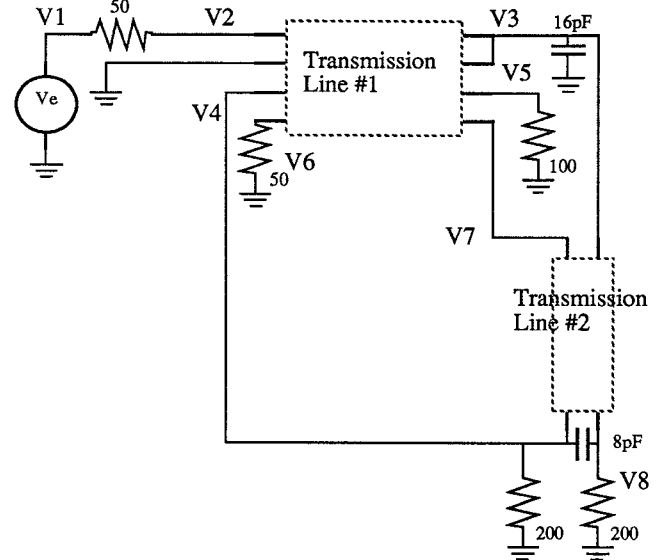 V1
50
V2
V3
16pF
Ve
Transmission
Line #1
V5
V4
V6
50
100
V7
Transmission
Line #2
8pF
V8
200
200